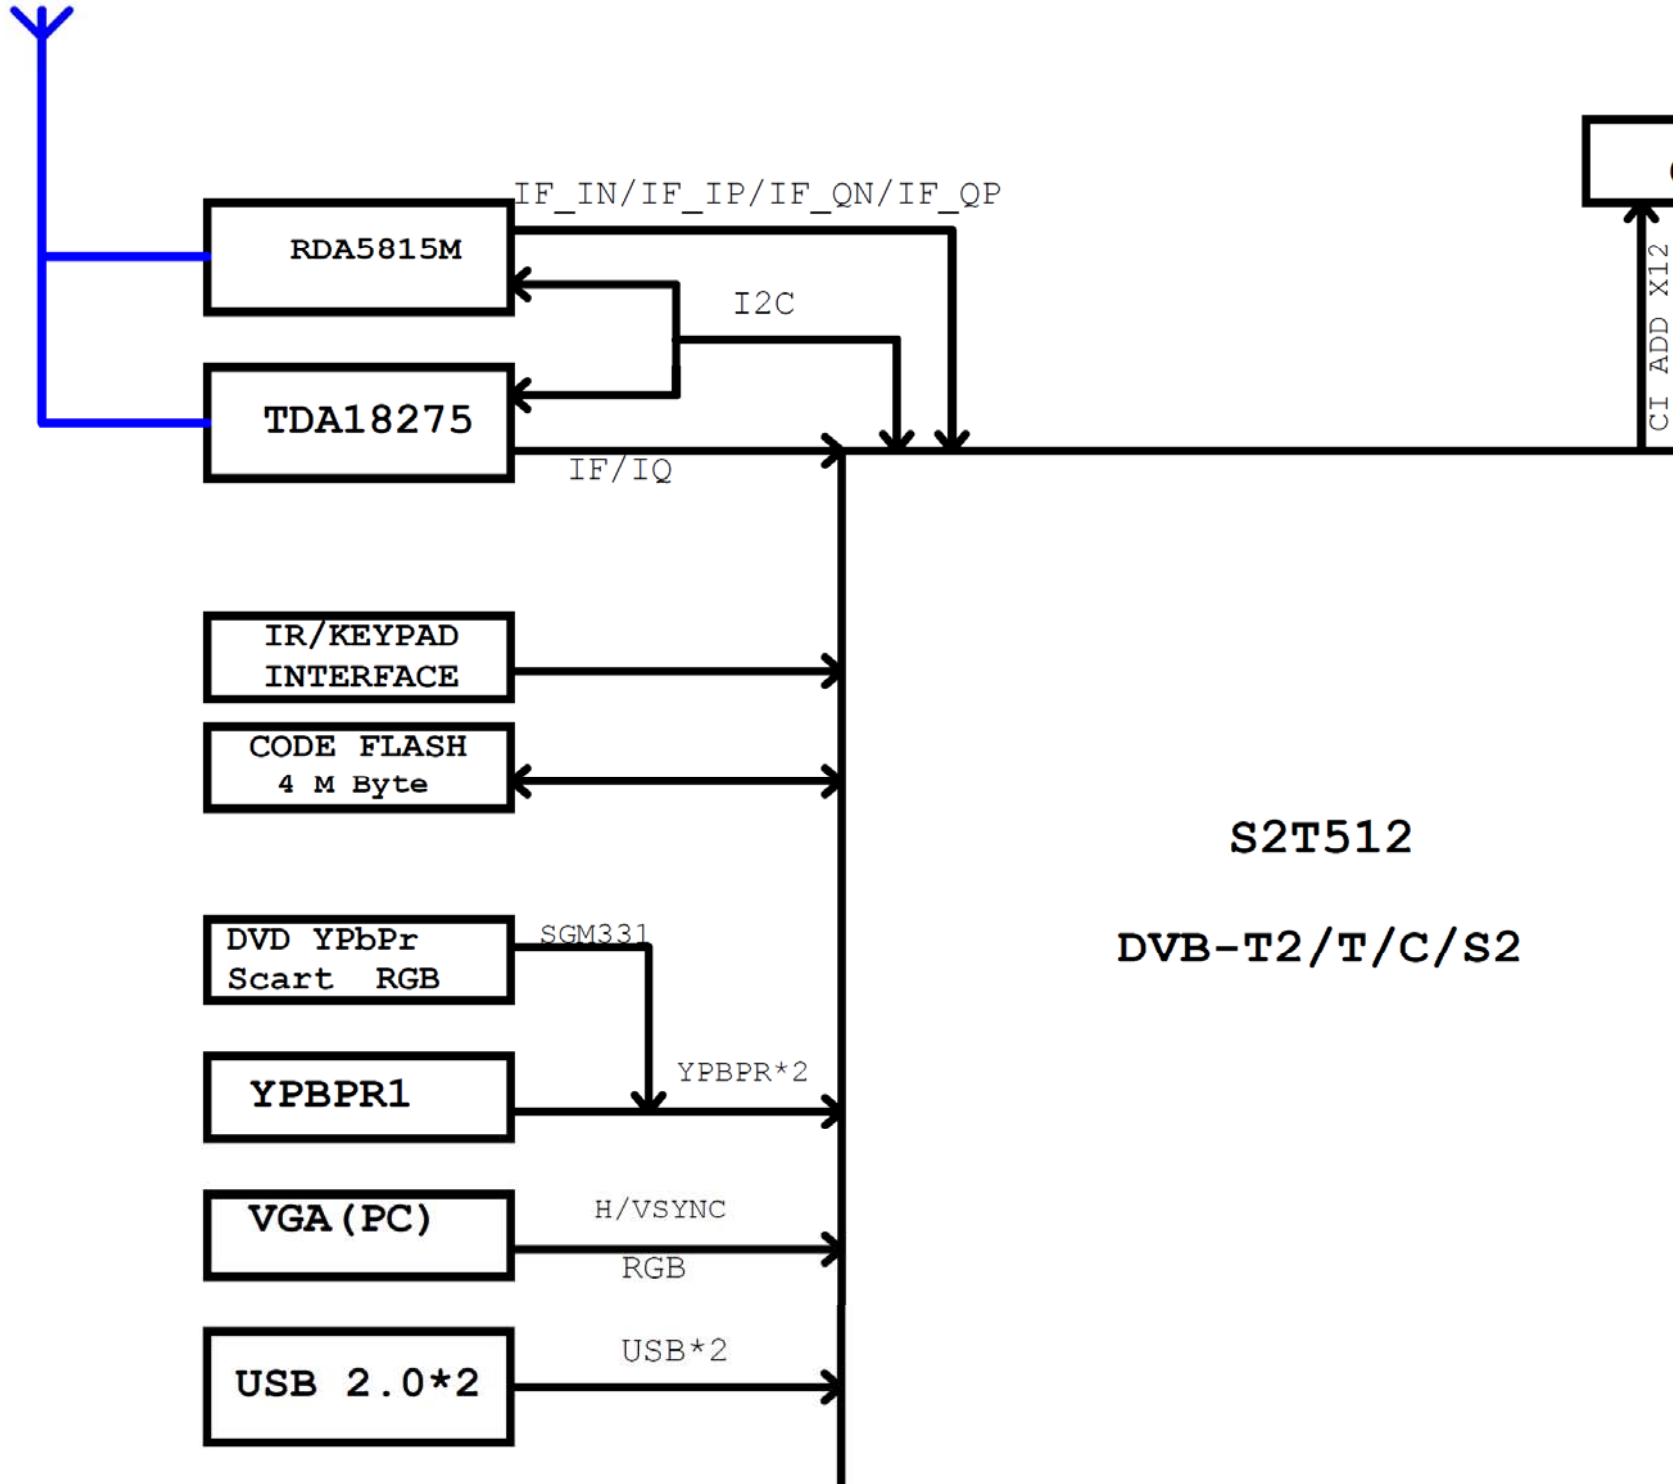 IF_IN/IF_IP/IF_QN/IF_QP
RDA5815M
I2C
TDA18275
IF/IQ
CI ADD X12
IR/KEYPAD
INTERFACE
CODE FLASH
4 M Byte
S2T512
DVB-T2/T/C/S2
DVD YPbPr
Scart RGB
SGM331
YPBPR1
YPBPR*2
VGA(PC)
H/VSYNC
RGB
USB 2.0*2
USB*2